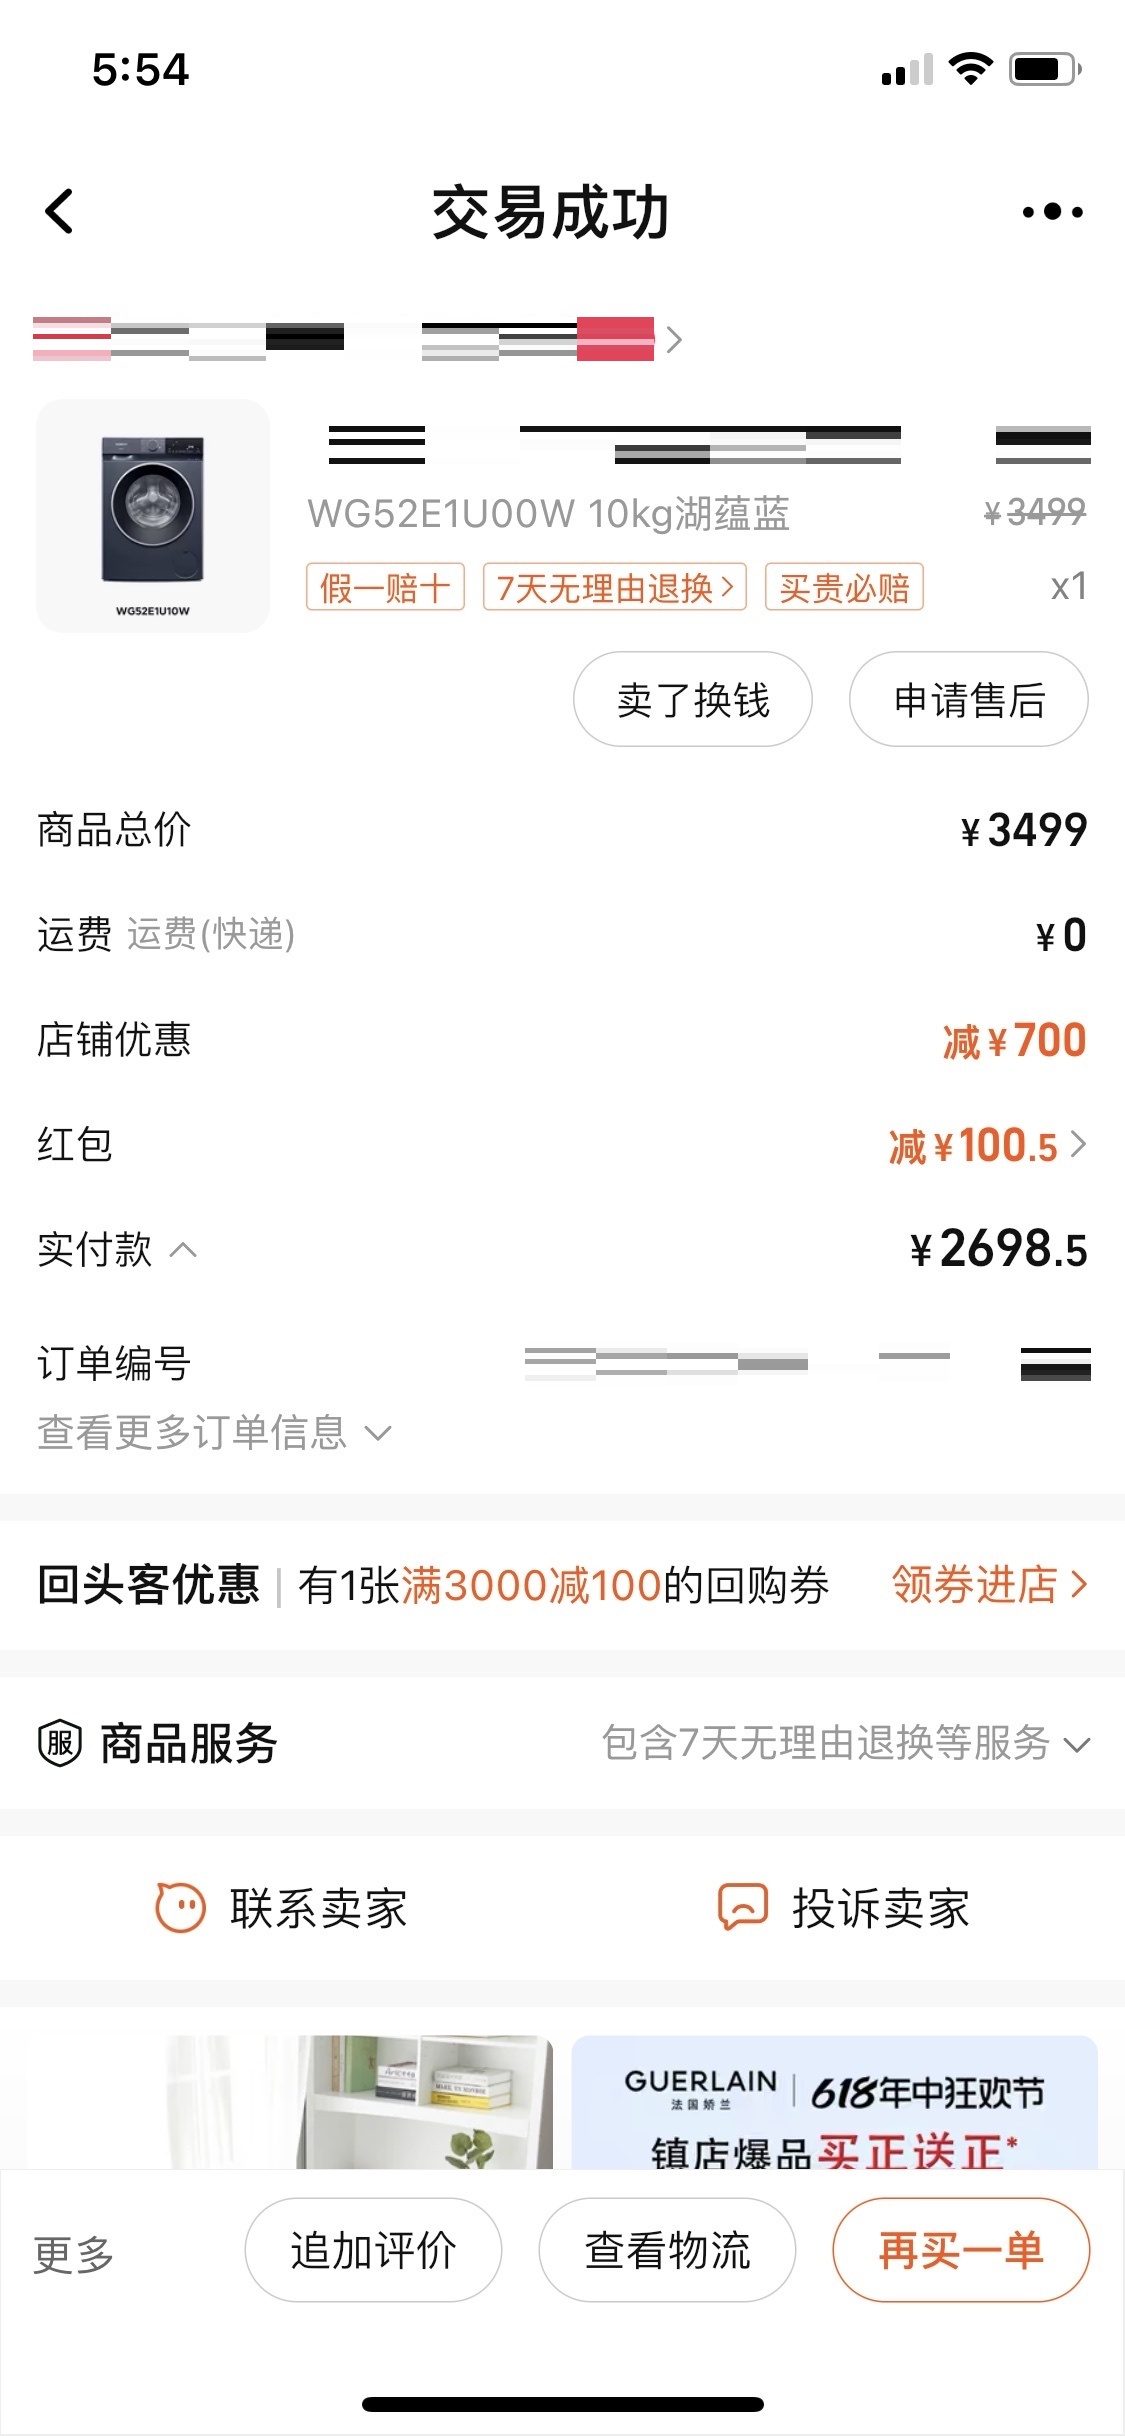 5:54
交易成功
WG52E1U00W 10kg湖蕴蓝 ¥3499
假一赔十 7天无理由退换 买贵必赔 x1
WG52E1U10W
卖了换钱 申请售后
商品总价 ¥3499
运费 运费(快递) ¥0
店铺优惠 减¥700
红包 减¥100.5
实付款 ¥2698.5
订单编号
查看更多订单信息
回头客优惠 | 有1张满3000减100的回购券 领券进店
服 商品服务 包含7天无理由退换等服务
联系卖家 投诉卖家
GUERLAIN | 618年中狂欢节
法国娇兰
镇店爆品买正送正*
更多 追加评价 查看物流 再买一单